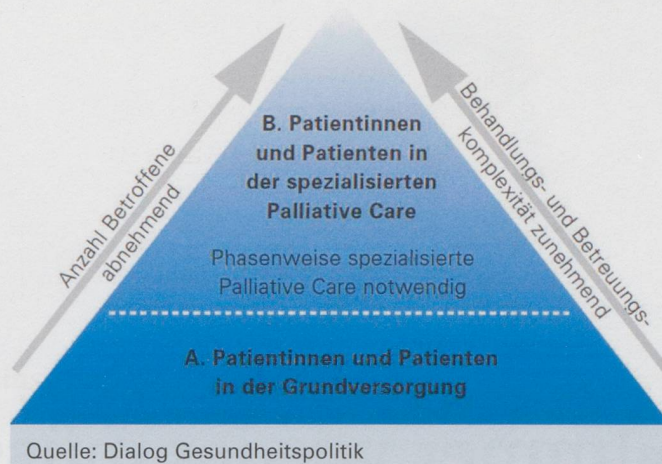 Anzahl Betroffene
abnehmend
Behandlungs- und Betreuungs-
komplexität zunehmend
B. Patientinnen
und Patienten in
der spezialisierten
Palliative Care
Phasenweise spezialisierte
Palliative Care notwendig
A. Patientinnen und Patienten
in der Grundversorgung
Quelle: Dialog Gesundheitspolitik